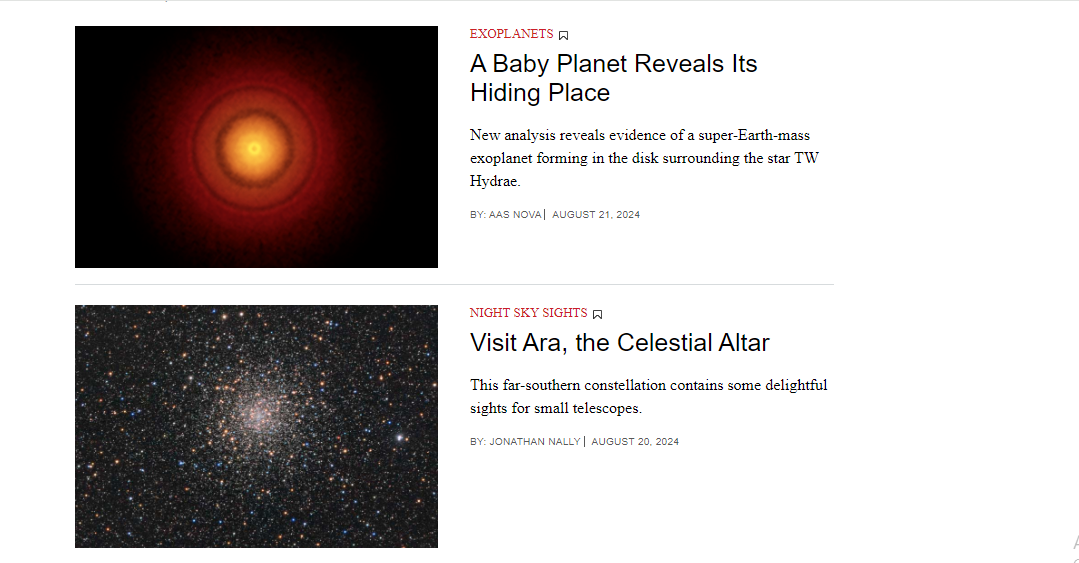 EXOPLANETS
A Baby Planet Reveals Its
Hiding Place
New analysis reveals evidence of a super-Earth-mass
exoplanet forming in the disk surrounding the star TW
Hydrae.
BY: AAS NOVA | AUGUST 21, 2024
NIGHT SKY SIGHTS
Visit Ara, the Celestial Altar
This far-southern constellation contains some delightful
sights for small telescopes.
BY: JONATHAN NALLY | AUGUST 20, 2024